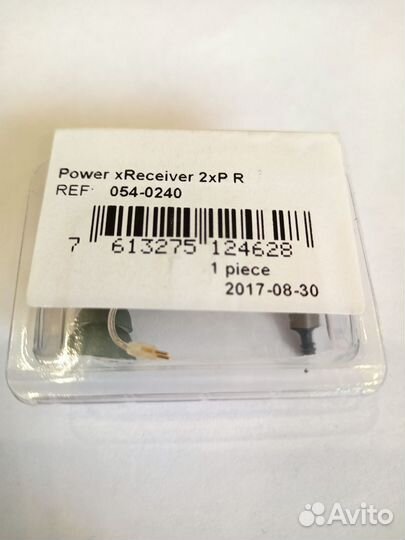 Power xReceiver 2xP R
REF: 054-0240
7 613275 124628
1 piece
2017-08-30
Avito